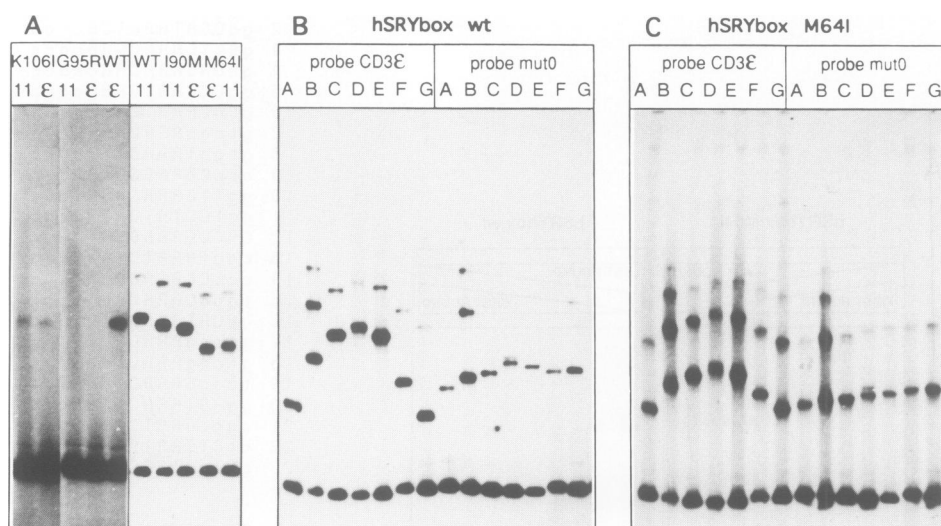 A
K106I G95R WT WT I90M M64I
11 ε 11 ε ε 11 11 ε ε 11
B hSRYbox wt
probe CD3ε probe mut0
A B C D E F G A B C D E F G
C hSRYbox M64I
probe CD3ε probe mut0
A B C D E F G A B C D E F G